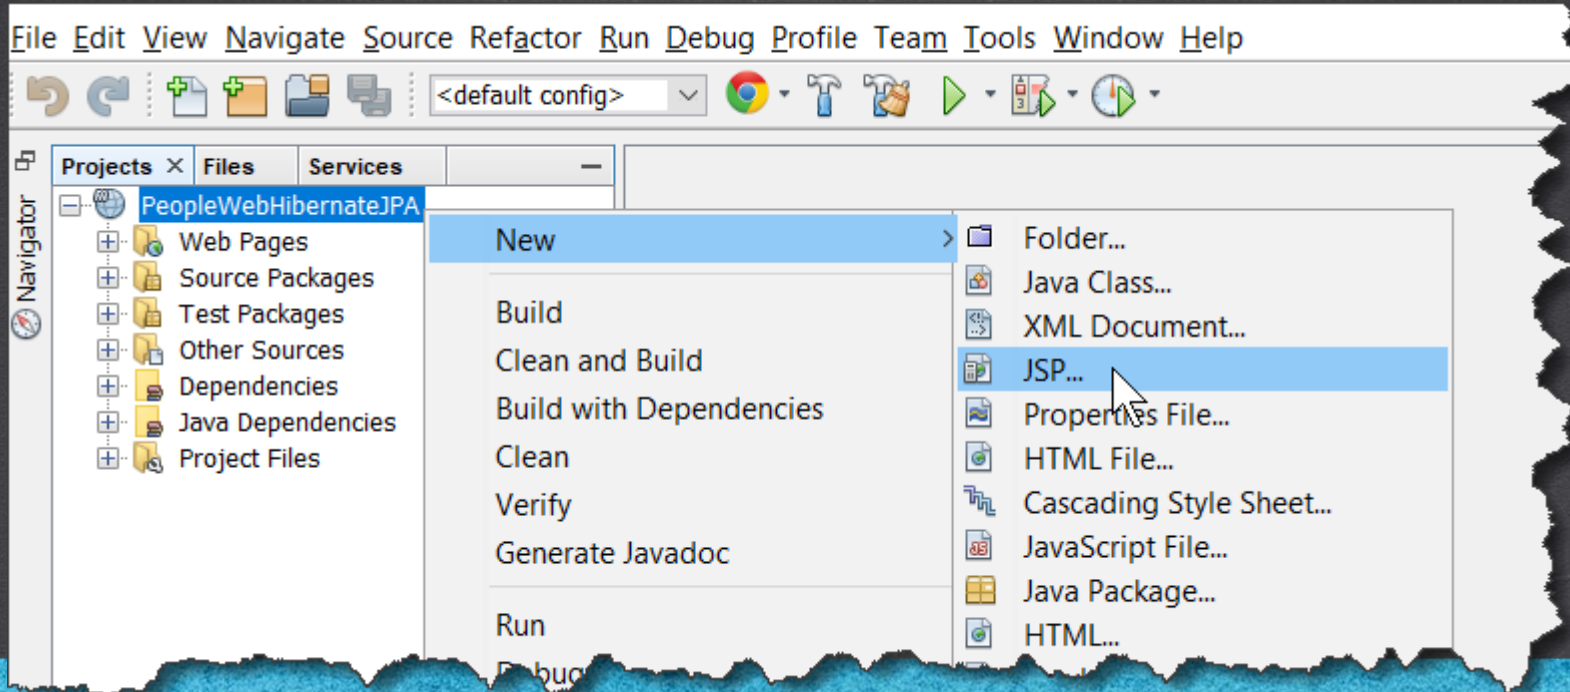 File Edit View Navigate Source Refactor Run Debug Profile Team Tools Window Help
<default config>
Projects Files Services
Navigator
PeopleWebHibernateJPA
Web Pages
Source Packages
Test Packages
Other Sources
Dependencies
Java Dependencies
Project Files
New
Build
Clean and Build
Build with Dependencies
Clean
Verify
Generate Javadoc
Run
Debug
Folder...
Java Class...
XML Document...
JSP...
Properties File...
HTML File...
Cascading Style Sheet...
JavaScript File...
Java Package...
HTML...